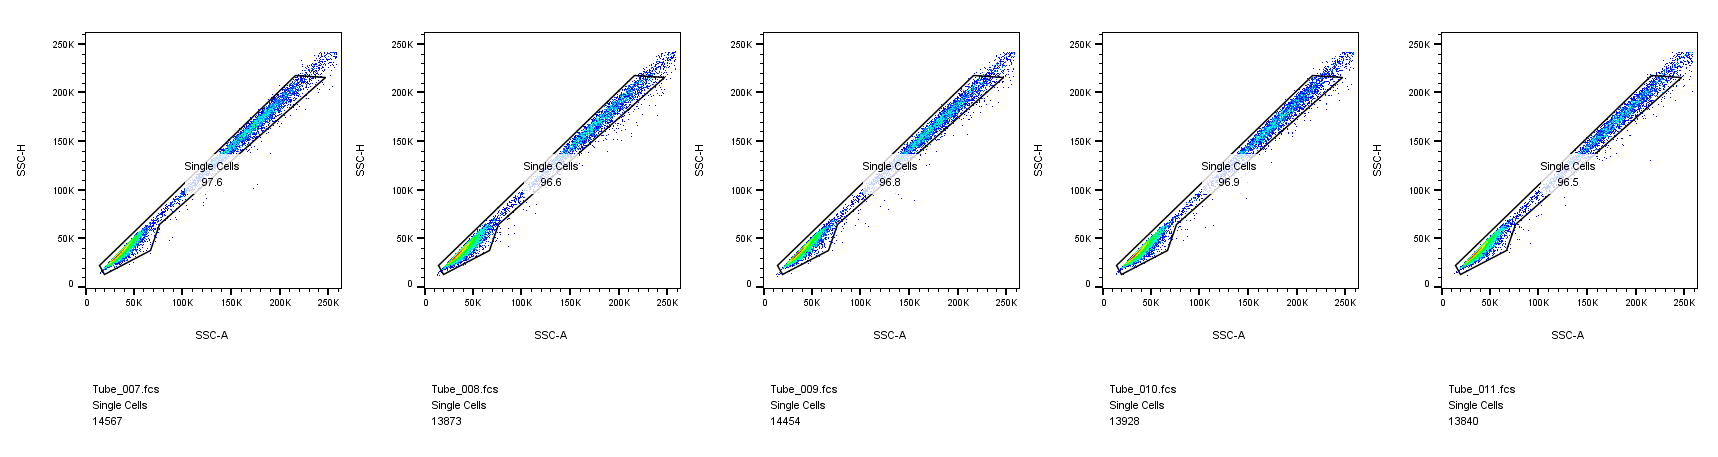 250K
200K
150K
100K
50K
0
SSC-H
Single Cells
97.6
0 50K 100K 150K 200K 250K
SSC-A
Tube_007.fcs
Single Cells
14567
250K
200K
150K
100K
50K
0
SSC-H
Single Cells
96.6
0 50K 100K 150K 200K 250K
SSC-A
Tube_008.fcs
Single Cells
13873
250K
200K
150K
100K
50K
0
SSC-H
Single Cells
96.8
0 50K 100K 150K 200K 250K
SSC-A
Tube_009.fcs
Single Cells
14454
250K
200K
150K
100K
50K
0
SSC-H
Single Cells
96.9
0 50K 100K 150K 200K 250K
SSC-A
Tube_010.fcs
Single Cells
13928
250K
200K
150K
100K
50K
0
SSC-H
Single Cells
96.5
0 50K 100K 150K 200K 250K
SSC-A
Tube_011.fcs
Single Cells
13840